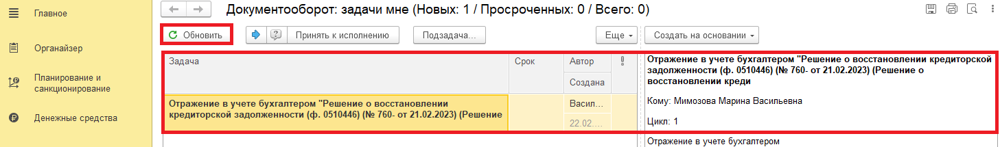 Главное
Органайзер
Планирование и
санкционирование
Денежные средства
Документооборот: задачи мне (Новых: 1 / Просроченных: 0 / Всего: 0)
Обновить
Принять к исполнению
Подзадача...
Еще
Создать на основании
Задача
Срок
Автор
Создана
Отражение в учете бухгалтером "Решение о восстановлении
кредиторской задолженности (ф. 0510446) (№ 760- от 21.02.2023) (Решение
Васил...
22.02....
Отражение в учете бухгалтером "Решение о восстановлении кредиторской
задолженности (ф. 0510446) (№ 760- от 21.02.2023) (Решение о
восстановлении креди
Кому: Мимозова Марина Васильевна
Цикл: 1
Отражение в учете бухгалтером